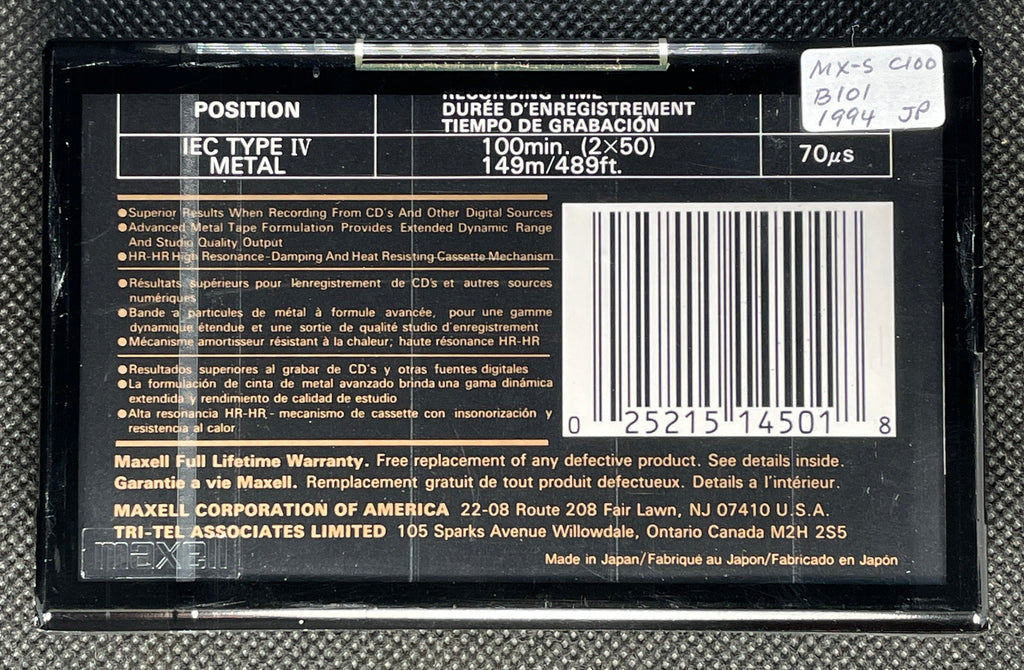 MX-S C100
B101
1994 JP
POSITION
RECORDING TIME
DURÉE D'ENREGISTREMENT
TIEMPO DE GRABACIÓN
IEC TYPE IV
METAL
100min. (2×50)
149m/489ft.
70μs
●Superior Results When Recording From CD's And Other Digital Sources
●Advanced Metal Tape Formulation Provides Extended Dynamic Range
And Studio Quality Output
●HR-HR High Resonance-Damping And Heat Resisting Cassette Mechanism
●Résultats supérieurs pour l'enregistrement de CD's et autres sources
numériques
●Bande a particules de métal à formule avancée, pour une gamme
dynamique étendue et une sortie de qualité studio d'enregistrement
●Mécanisme amortisseur résistant à la chaleur; haute résonance HR-HR
●Resultados superiores al grabar de CD's y otras fuentes digitales
●La formulación de cinta de metal avanzado brinda una gama dinámica
extendida y rendimiento de calidad de estudio
●Alta resonancia HR-HR - mecanismo de cassette con insonorización y
resistencia al calor
0 25215 14501 8
Maxell Full Lifetime Warranty. Free replacement of any defective product. See details inside.
Garantie a vie Maxell. Remplacement gratuit de tout produit defectueux. Details a l'intérieur.
MAXELL CORPORATION OF AMERICA 22-08 Route 208 Fair Lawn, NJ 07410 U.S.A.
TRI-TEL ASSOCIATES LIMITED 105 Sparks Avenue Willowdale, Ontario Canada M2H 2S5
maxell
Made in Japan/Fabriqué au Japon/Fabricado en Japón